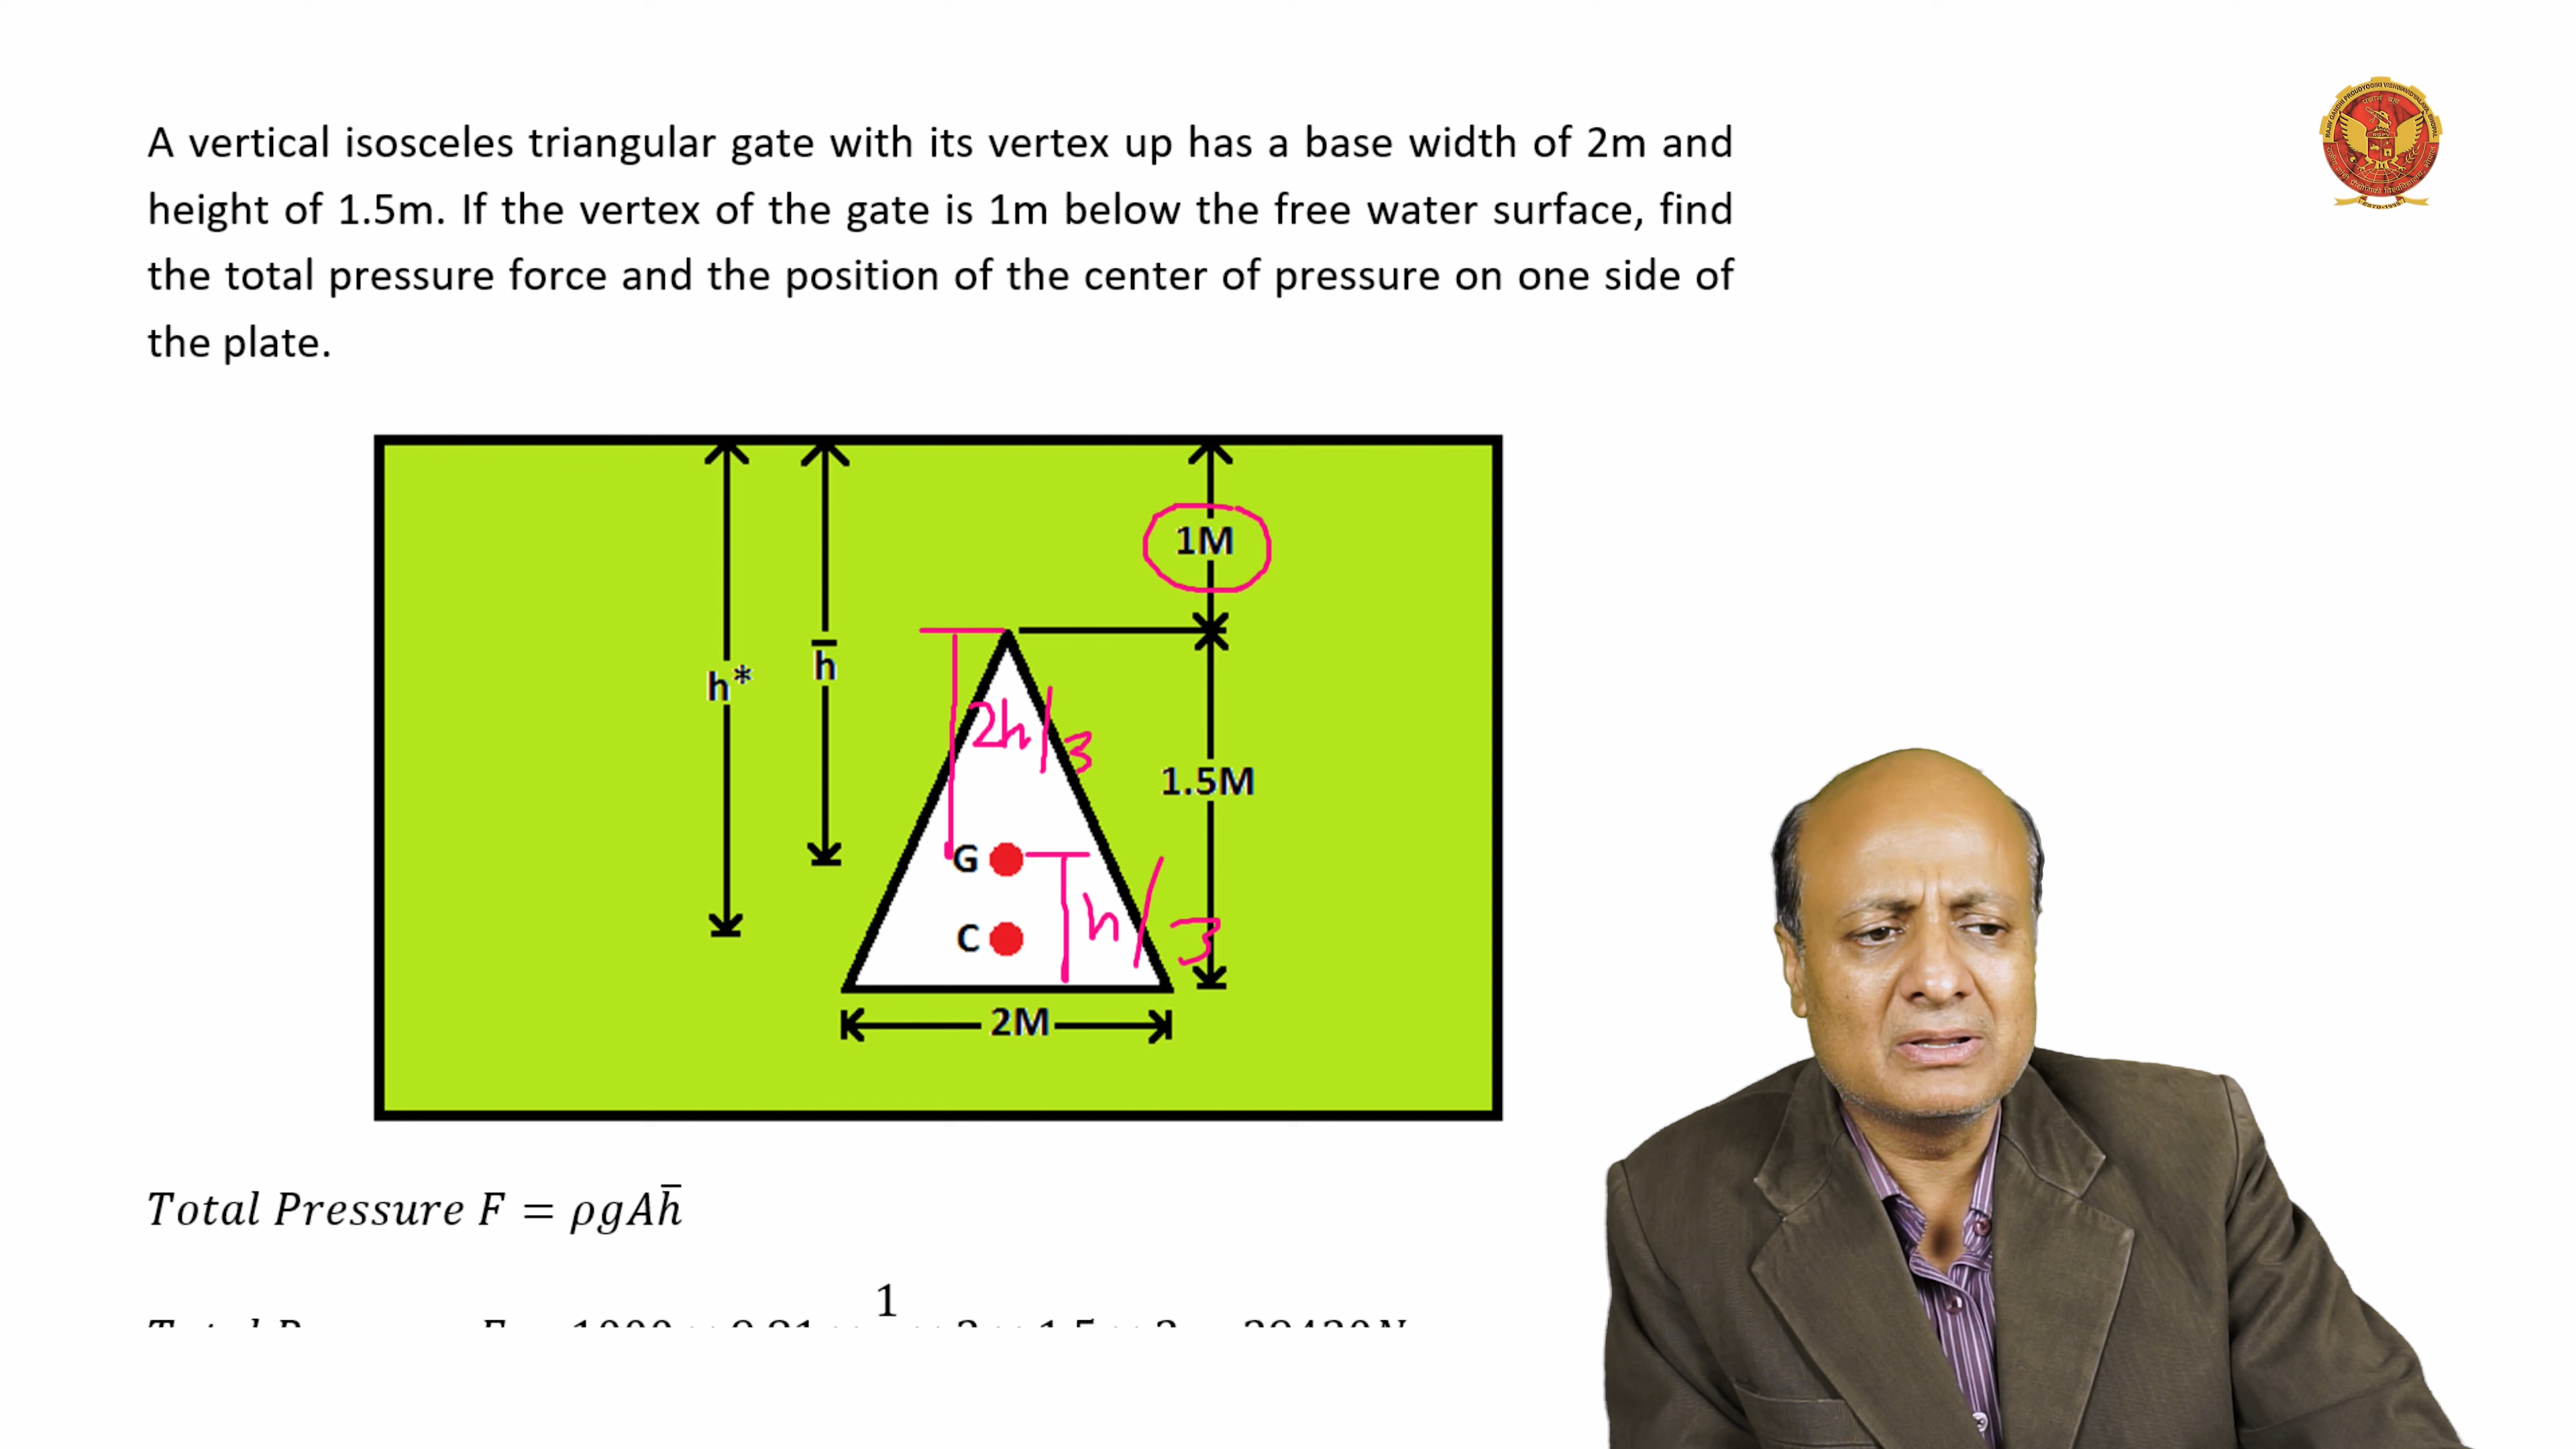 A vertical isosceles triangular gate with its vertex up has a base width of 2m and
height of 1.5m. If the vertex of the gate is 1m below the free water surface, find
the total pressure force and the position of the center of pressure on one side of
the plate.
1M
h*
h̅
2h/3
1.5M
G
h/3
C
2M
Total Pressure F = ρgAh̅
1